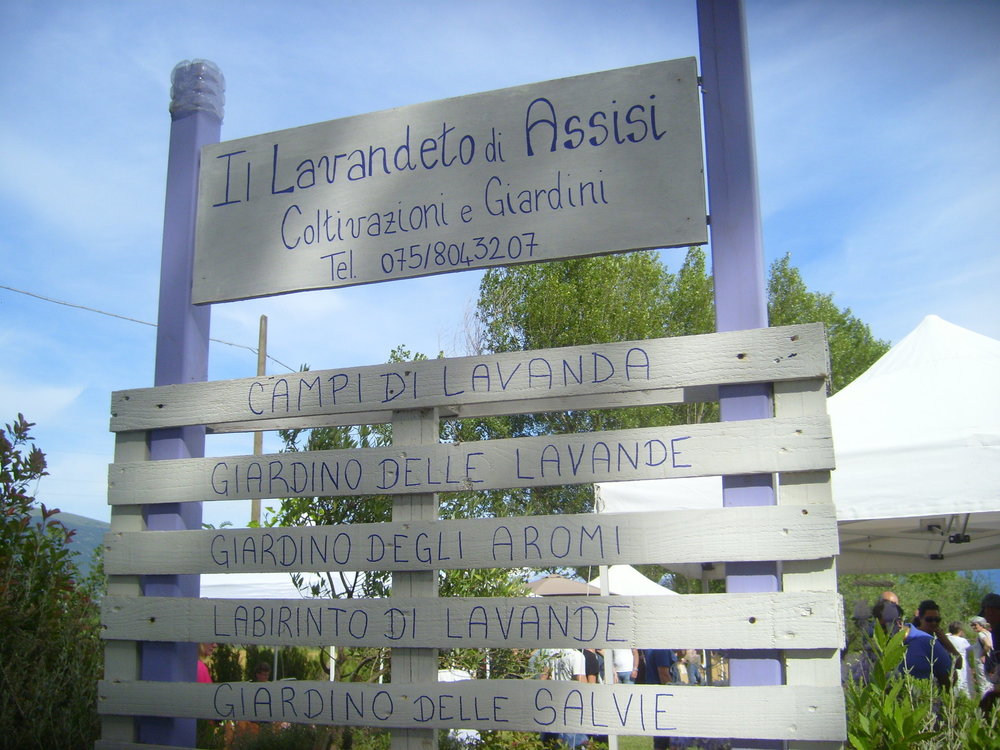 Il Lavandeto di Assisi
Coltivazioni e Giardini
Tel. 075/8043207
CAMPI DI LAVANDA
GIARDINO DELLE LAVANDE
GIARDINO DEGLI AROMI
LABIRINTO DI LAVANDE
GIARDINO DELLE SALVIE